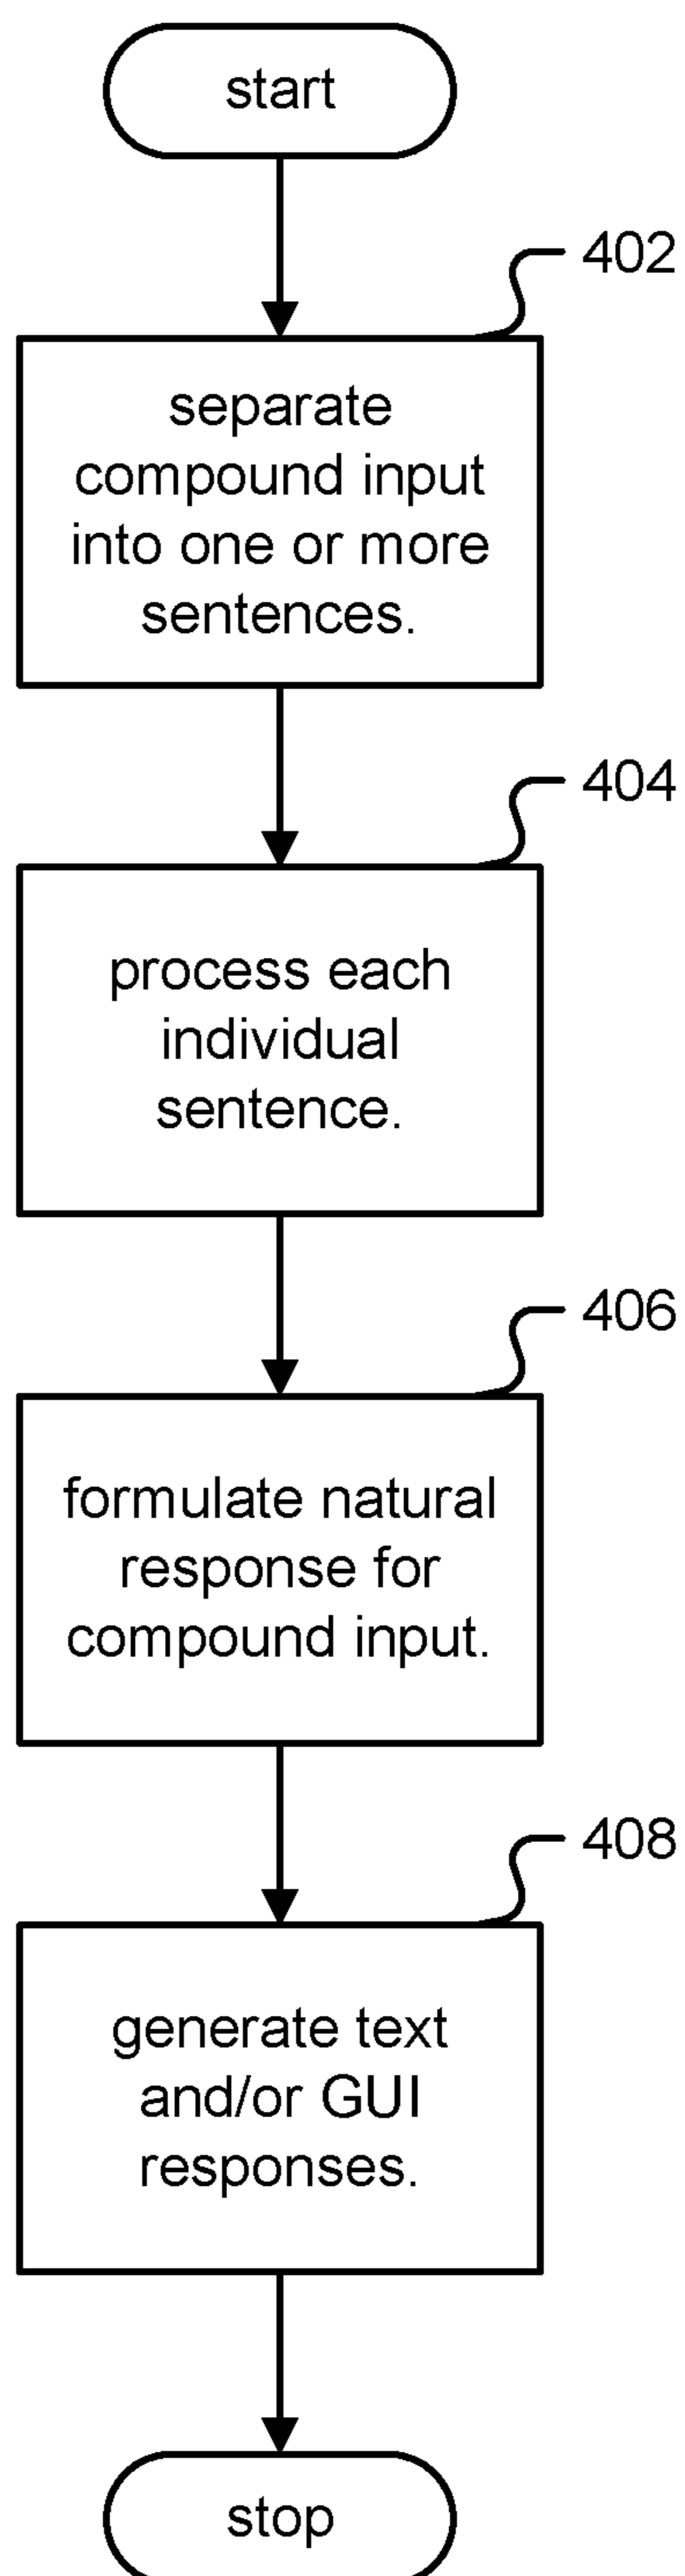 start
402
separate
compound input
into one or more
sentences.
404
process each
individual
sentence.
406
formulate natural
response for
compound input.
408
generate text
and/or GUI
responses.
stop